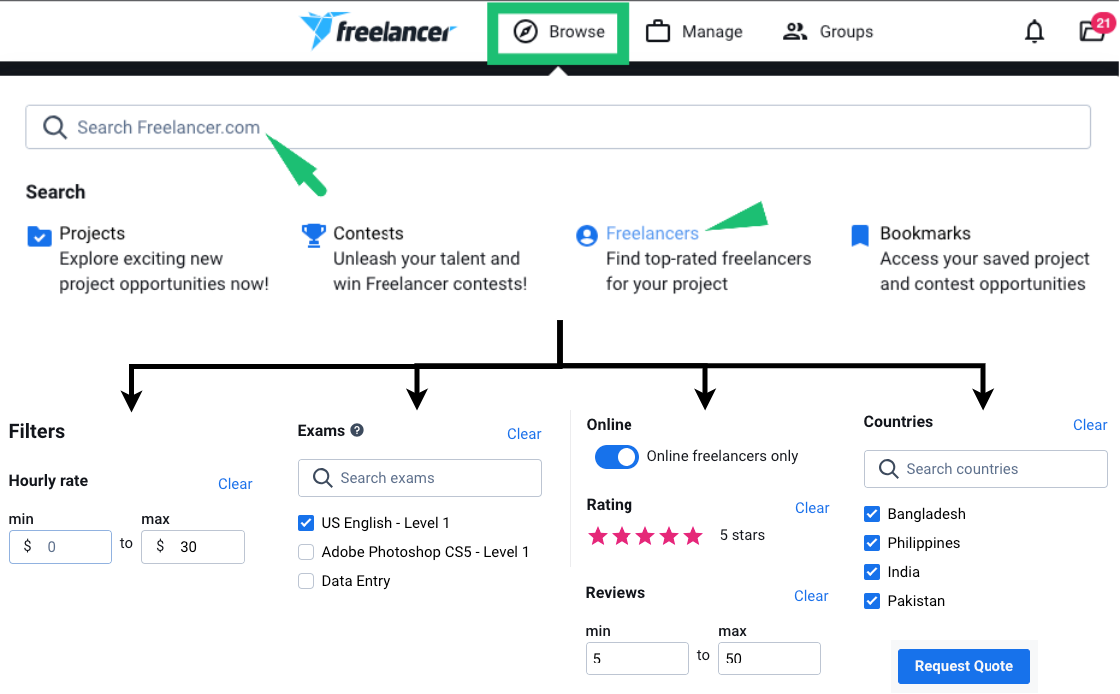 freelancer
Browse
Manage
Groups
21
Search Freelancer.com
Search
Projects
Explore exciting new
project opportunities now!
Contests
Unleash your talent and
win Freelancer contests!
Freelancers
Find top-rated freelancers
for your project
Bookmarks
Access your saved project
and contest opportunities
Filters
Hourly rate Clear
min max
$ 0 to $ 30
Exams ? Clear
Search exams
US English - Level 1
Adobe Photoshop CS5 - Level 1
Data Entry
Online
Online freelancers only
Rating Clear
5 stars
Reviews Clear
min max
5 to 50
Countries Clear
Search countries
Bangladesh
Philippines
India
Pakistan
Request Quote